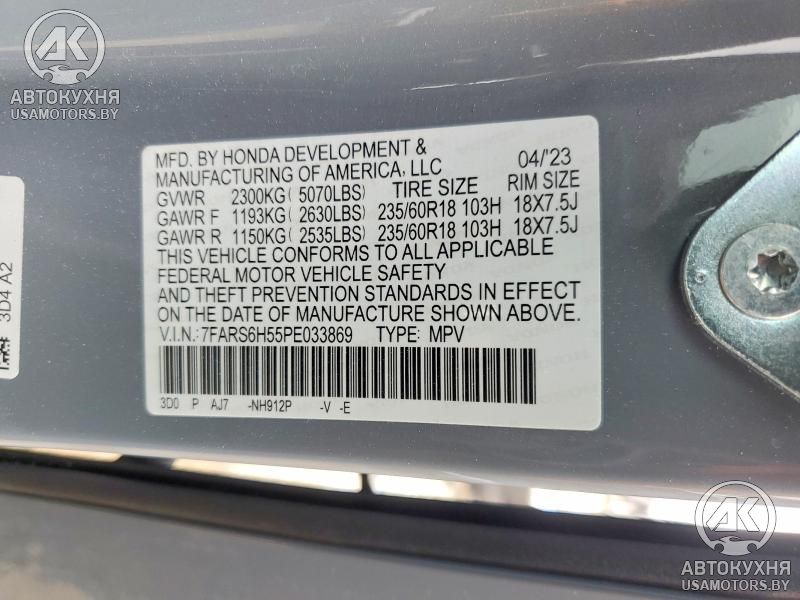 AK
АВТОКУХНЯ
USAMOTORS.BY
3D4 A2
MFD. BY HONDA DEVELOPMENT &
MANUFACTURING OF AMERICA, LLC 04/'23
GVWR 2300KG( 5070LBS) TIRE SIZE RIM SIZE
GAWR F 1193KG( 2630LBS) 235/60R18 103H 18X7.5J
GAWR R 1150KG( 2535LBS) 235/60R18 103H 18X7.5J
THIS VEHICLE CONFORMS TO ALL APPLICABLE
FEDERAL MOTOR VEHICLE SAFETY
AND THEFT PREVENTION STANDARDS IN EFFECT
ON THE DATE OF MANUFACTURE SHOWN ABOVE.
V.I.N.:7FARS6H55PE033869 TYPE: MPV
3D0 P AJ7 -NH912P -V -E
AK
АВТОКУХНЯ
USAMOTORS.BY